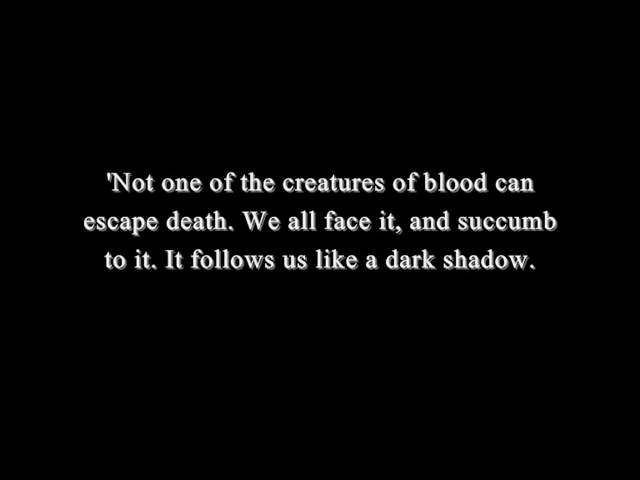 'Not one of the creatures of blood can
escape death. We all face it, and succumb
to it. It follows us like a dark shadow.